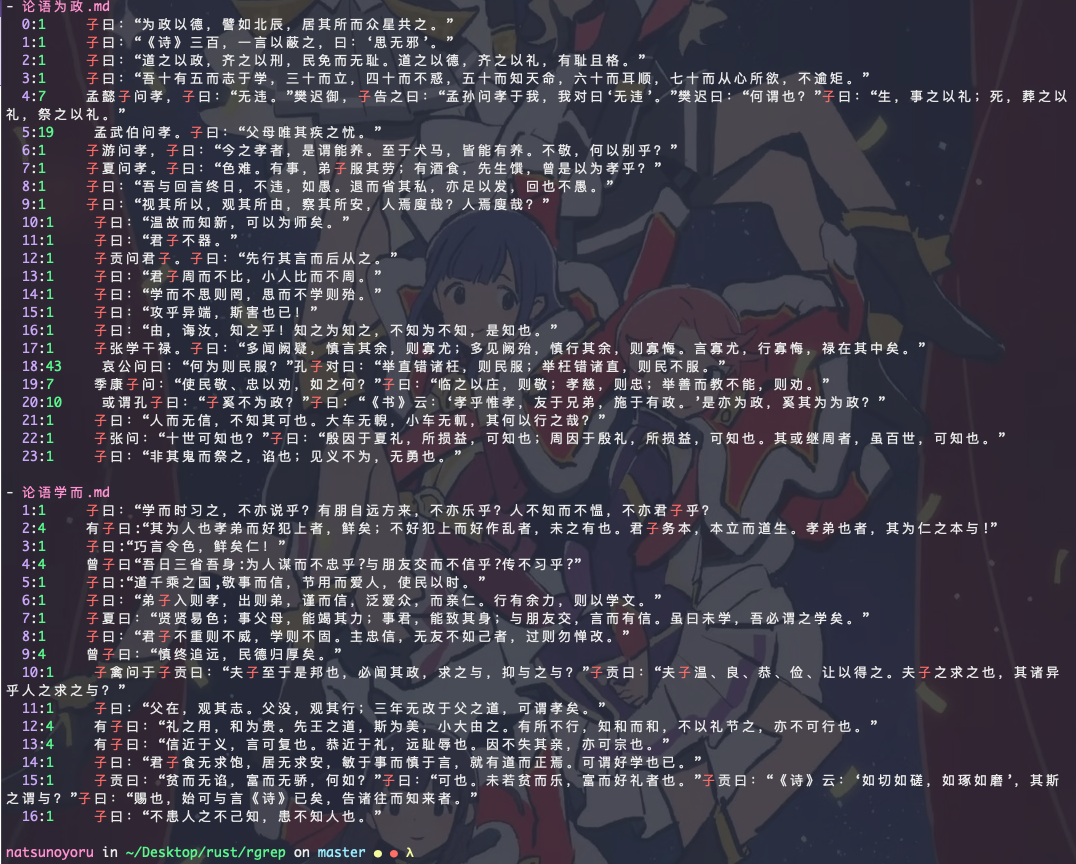 - 论语为政.md
0:1 子曰：“为政以德，譬如北辰，居其所而众星共之。”
1:1 子曰：“《诗》三百，一言以蔽之，曰：‘思无邪’。”
2:1 子曰：“道之以政，齐之以刑，民免而无耻。道之以德，齐之以礼，有耻且格。”
3:1 子曰：“吾十有五而志于学，三十而立，四十而不惑，五十而知天命，六十而耳顺，七十而从心所欲，不逾矩。”
4:7 孟懿子问孝，子曰：“无违。”樊迟御，子告之曰：“孟孙问孝于我，我对曰‘无违’。”樊迟曰：“何谓也？”子曰：“生，事之以礼；死，葬之以
礼，祭之以礼。”
5:19 孟武伯问孝。子曰：“父母唯其疾之忧。”
6:1 子游问孝，子曰：“今之孝者，是谓能养。至于犬马，皆能有养。不敬，何以别乎？”
7:1 子夏问孝。子曰：“色难。有事，弟子服其劳；有酒食，先生馔，曾是以为孝乎？
8:1 子曰：“吾与回言终日，不违，如愚。退而省其私，亦足以发，回也不愚。”
9:1 子曰：“视其所以，观其所由，察其所安，人焉廋哉？人焉廋哉？”
10:1 子曰：“温故而知新，可以为师矣。”
11:1 子曰：“君子不器。”
12:1 子贡问君子。子曰：“先行其言而后从之。”
13:1 子曰：“君子周而不比，小人比而不周。”
14:1 子曰：“学而不思则罔，思而不学则殆。”
15:1 子曰：“攻乎异端，斯害也已！”
16:1 子曰：“由，诲汝，知之乎！知之为知之，不知为不知，是知也。”
17:1 子张学干禄。子曰：“多闻阙疑，慎言其余，则寡尤；多见阙殆，慎行其余，则寡悔。言寡尤，行寡悔，禄在其中矣。”
18:43 哀公问曰：“何为则民服？”孔子对曰：“举直错诸枉，则民服；举枉错诸直，则民不服。”
19:7 季康子问：“使民敬、忠以劝，如之何？”子曰：“临之以庄，则敬；孝慈，则忠；举善而教不能，则劝。”
20:10 或谓孔子曰：“子奚不为政？”子曰：“《书》云：‘孝乎惟孝，友于兄弟，施于有政。’是亦为政，奚其为为政？”
21:1 子曰：“人而无信，不知其可也。大车无輗，小车无軏，其何以行之哉？”
22:1 子张问：“十世可知也？”子曰：“殷因于夏礼，所损益，可知也；周因于殷礼，所损益，可知也。其或继周者，虽百世，可知也。”
23:1 子曰：“非其鬼而祭之，谄也；见义不为，无勇也。”
- 论语学而.md
1:1 子曰：“学而时习之，不亦说乎？有朋自远方来，不亦乐乎？人不知而不愠，不亦君子乎？
2:4 有子曰:“其为人也孝弟而好犯上者，鲜矣；不好犯上而好作乱者，未之有也。君子务本，本立而道生。孝弟也者，其为仁之本与!”
3:1 子曰:“巧言令色，鲜矣仁！”
4:4 曾子曰“吾日三省吾身:为人谋而不忠乎?与朋友交而不信乎?传不习乎?”
5:1 子曰:“道千乘之国,敬事而信，节用而爱人，使民以时。”
6:1 子曰：“弟子入则孝，出则弟，谨而信，泛爱众，而亲仁。行有余力，则以学文。”
7:1 子夏曰：“贤贤易色；事父母，能竭其力；事君，能致其身；与朋友交，言而有信。虽曰未学，吾必谓之学矣。”
8:1 子曰：“君子不重则不威，学则不固。主忠信，无友不如己者，过则勿惮改。”
9:4 曾子曰：“慎终追远，民德归厚矣。”
10:1 子禽问于子贡曰：“夫子至于是邦也，必闻其政，求之与，抑与之与？”子贡曰：“夫子温、良、恭、俭、让以得之。夫子之求之也，其诸异
乎人之求之与？”
11:1 子曰：“父在，观其志。父没，观其行；三年无改于父之道，可谓孝矣。”
12:4 有子曰：“礼之用，和为贵。先王之道，斯为美，小大由之。有所不行，知和而和，不以礼节之，亦不可行也。”
13:4 有子曰：“信近于义，言可复也。恭近于礼，远耻辱也。因不失其亲，亦可宗也。”
14:1 子曰：“君子食无求饱，居无求安，敏于事而慎于言，就有道而正焉。可谓好学也已。”
15:1 子贡曰：“贫而无谄，富而无骄，何如？”子曰：“可也。未若贫而乐，富而好礼者也。”子贡曰：“《诗》云：‘如切如磋，如琢如磨’，其斯
之谓与？”子曰：“赐也，始可与言《诗》已矣，告诸往而知来者。”
16:1 子曰：“不患人之不己知，患不知人也。”
natsunoyoru in ~/Desktop/rust/rgrep on master ● ● λ